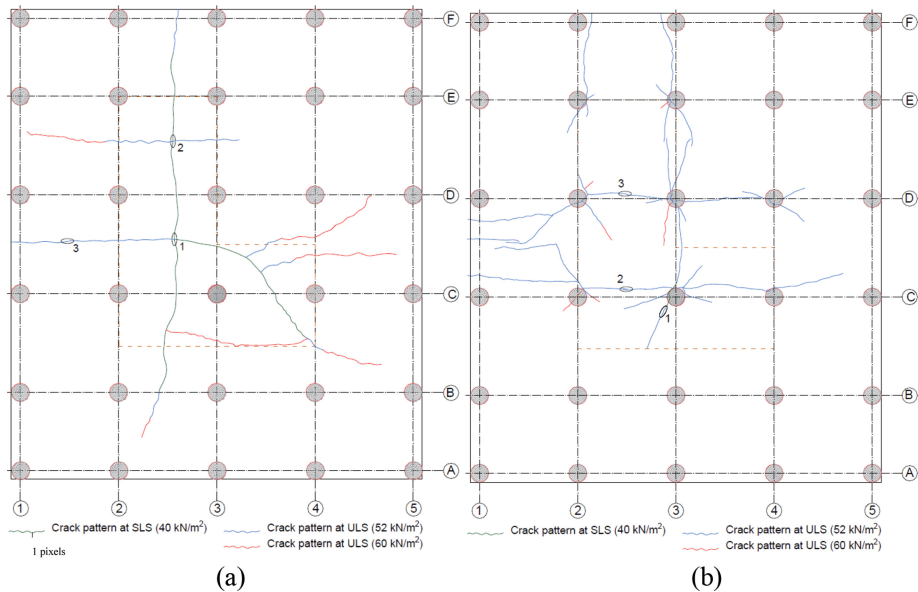 F
E
2
D
3
1
C
B
A
1 2 3 4 5
Crack pattern at SLS (40 kN/m²) Crack pattern at ULS (52 kN/m²)
1 pixels Crack pattern at ULS (60 kN/m²)
(a)
F
E
3
D
2
C
1
B
A
1 2 3 4 5
Crack pattern at SLS (40 kN/m²) Crack pattern at ULS (52 kN/m²)
Crack pattern at ULS (60 kN/m²)
(b)